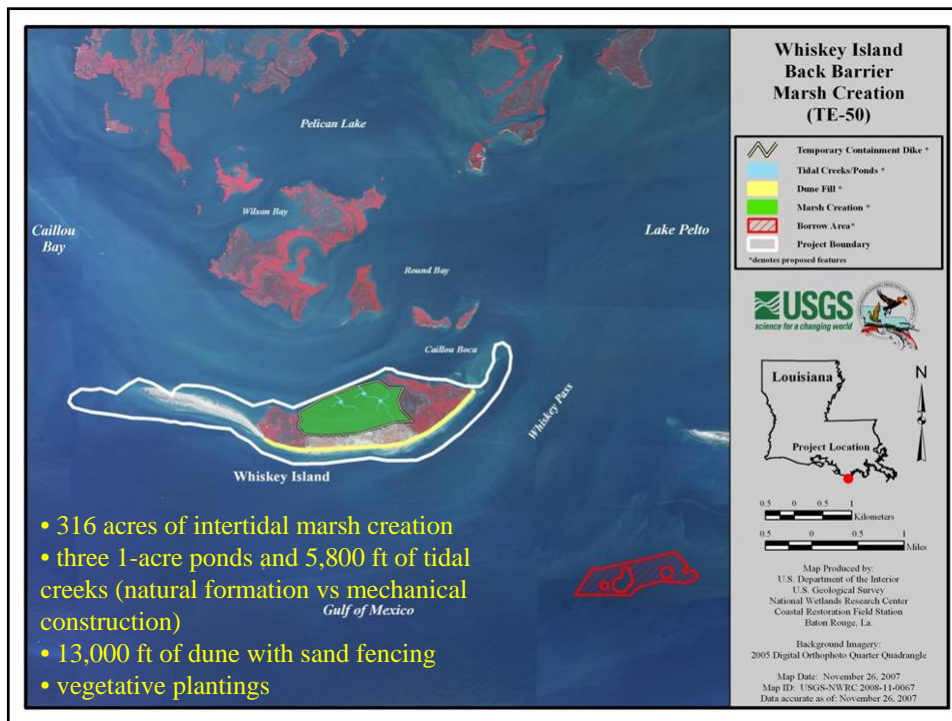 Whiskey Island
Back Barrier
Marsh Creation
(TE-50)
Temporary Containment Dike *
Tidal Creeks/Ponds *
Dune Fill *
Marsh Creation *
Borrow Area*
Project Boundary
*denotes proposed features
USGS
science for a changing world
N
Louisiana
Project Location
0.5 0 0.5 1
Kilometers
0.5 0 0.5 1
Miles
Map Produced by:
U.S. Department of the Interior
U.S. Geological Survey
National Wetlands Research Center
Coastal Restoration Field Station
Baton Rouge, La.
Background Imagery:
2005 Digital Orthophoto Quarter Quadrangle
Map Date: November 26, 2007
Map ID: USGS-NWRC 2008-11-0067
Data accurate as of: November 26, 2007
Pelican Lake
Wilson Bay
Caillou
Bay
Lake Pelto
Round Bay
Caillou Boca
Whiskey Pass
Whiskey Island
• 316 acres of intertidal marsh creation
• three 1-acre ponds and 5,800 ft of tidal
creeks (natural formation vs mechanical
construction)
Gulf of Mexico
• 13,000 ft of dune with sand fencing
• vegetative plantings